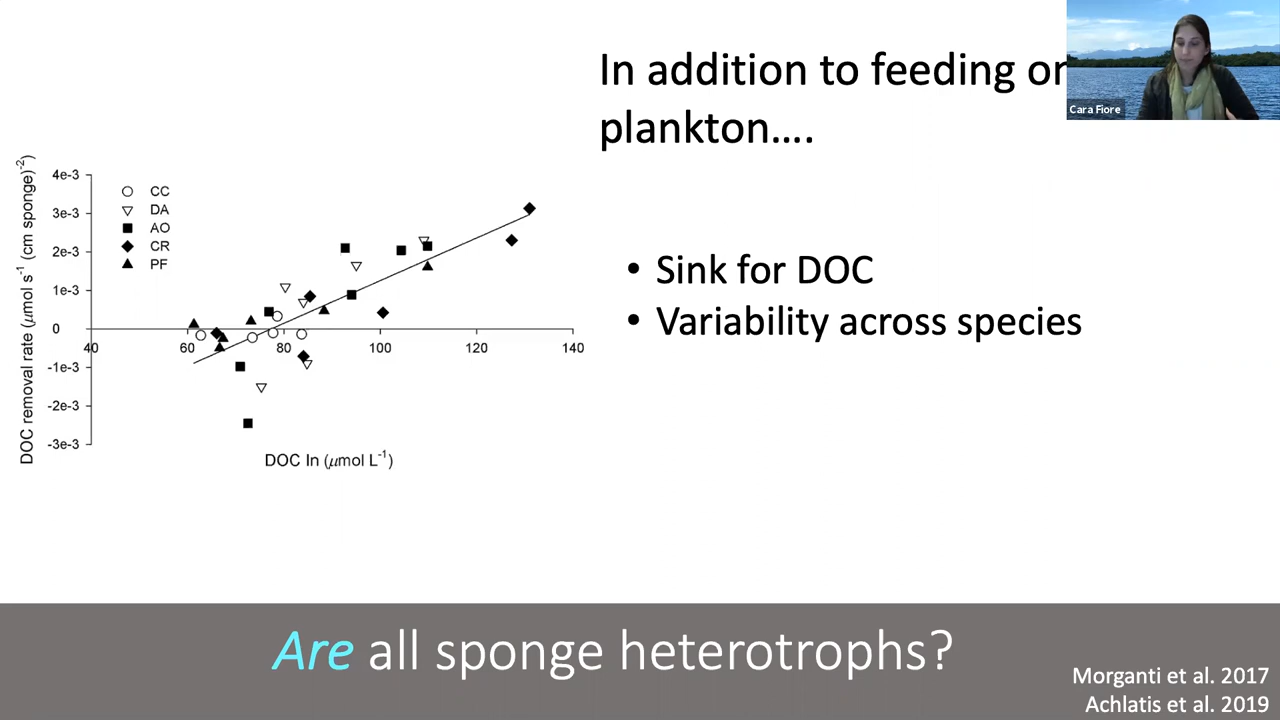 In addition to feeding on
plankton....
Cara Fiore
DOC removal rate (µmol s⁻¹ (cm sponge)⁻²)
4e-3
3e-3
2e-3
1e-3
0
-1e-3
-2e-3
-3e-3
CC
DA
AO
CR
PF
40 60 80 100 120 140
DOC In (µmol L⁻¹)
• Sink for DOC
• Variability across species
Are all sponge heterotrophs?
Morganti et al. 2017
Achlatis et al. 2019